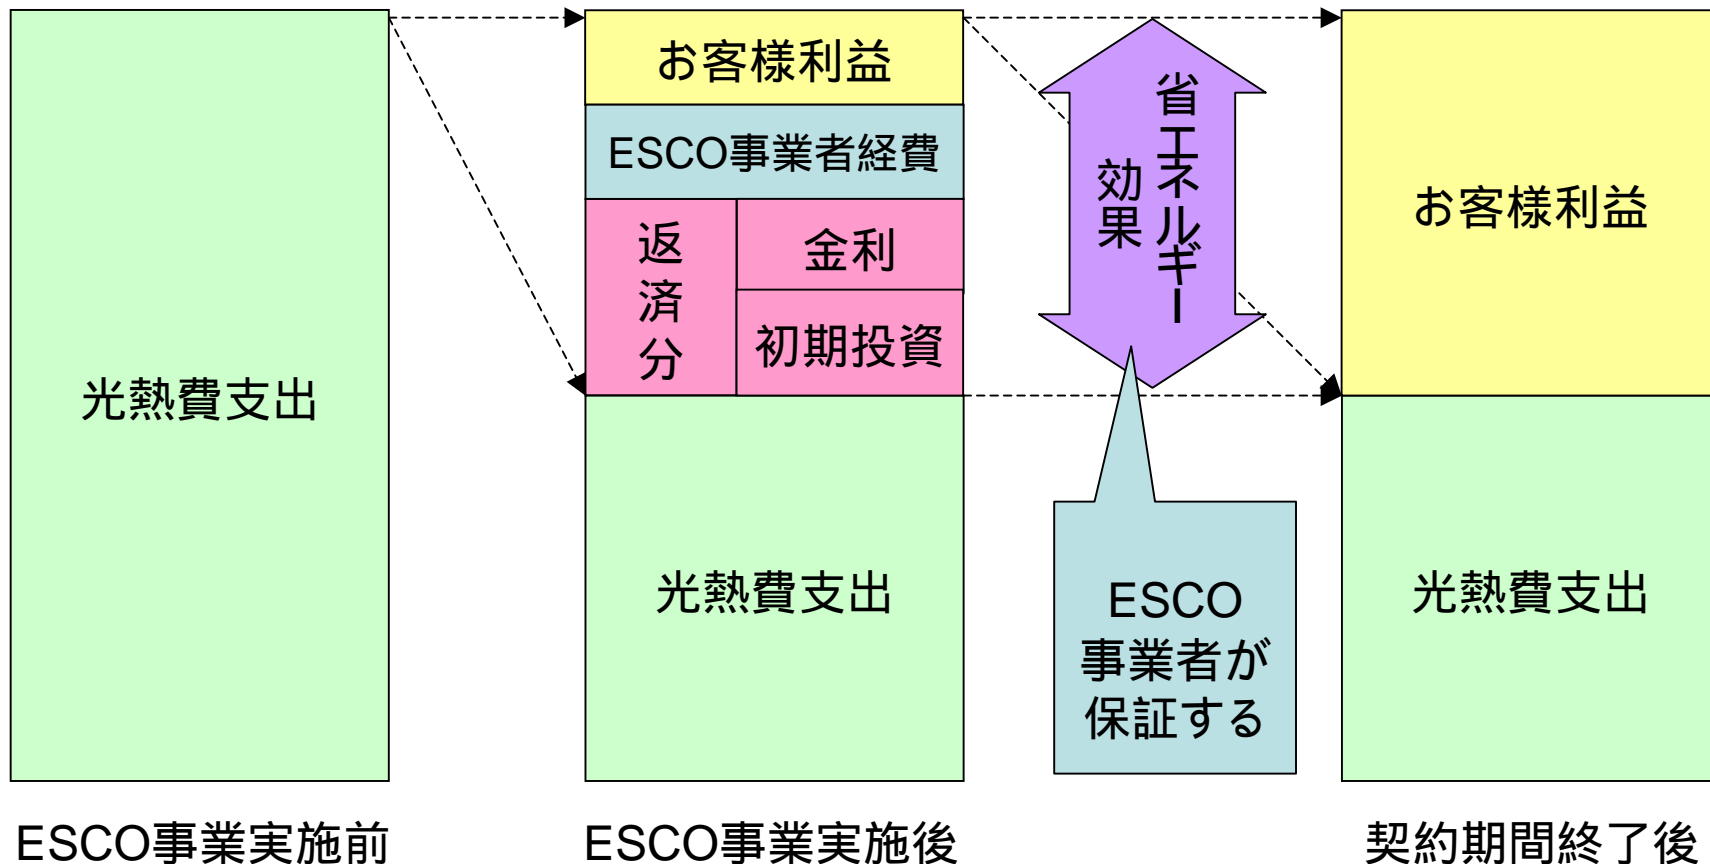 光熱費支出
ESCO事業実施前
お客様利益
ESCO事業者経費
返済分
金利
初期投資
光熱費支出
ESCO事業実施後
省エネルギー
効果
ESCO
事業者が
保証する
お客様利益
光熱費支出
契約期間終了後